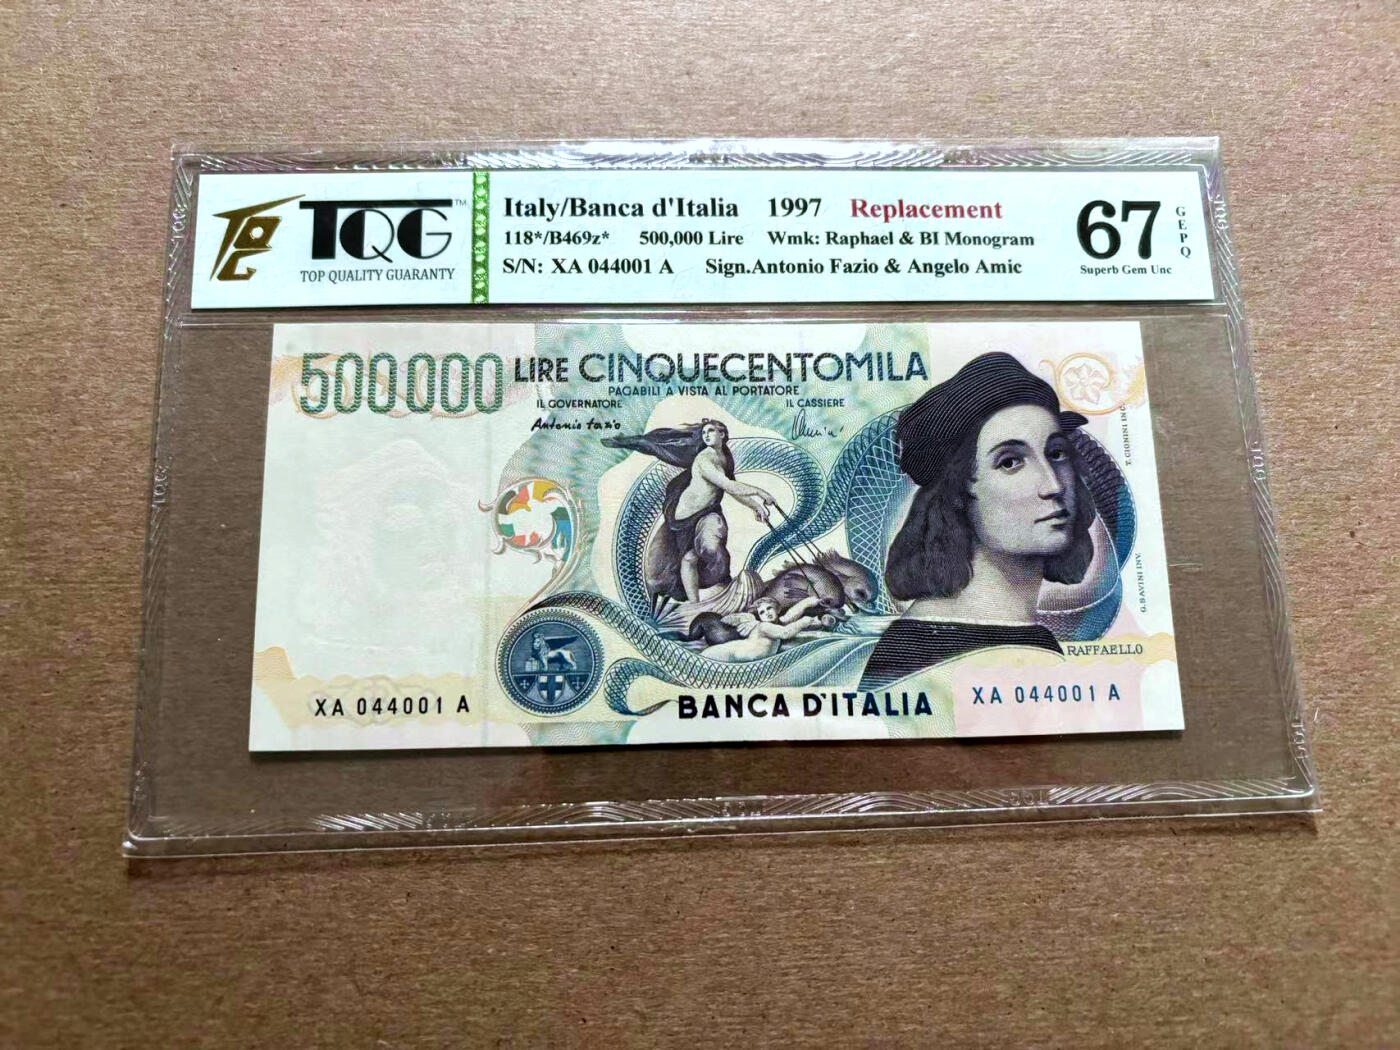 TQG TM
TOP QUALITY GUARANTY
Italy/Banca d'Italia 1997 Replacement
118*/B469z* 500,000 Lire Wmk: Raphael & BI Monogram
S/N: XA 044001 A Sign.Antonio Fazio & Angelo Amic
67
Superb Gem Unc
GEPQ
500000 LIRE CINQUECENTOMILA
PAGABILI A VISTA AL PORTATORE
IL GOVERNATORE IL CASSIERE
Antonio Fazio
T. CIONINI INC.
G. SAVINI INV.
RAFFAELLO
XA 044001 A
BANCA D'ITALIA
XA 044001 A